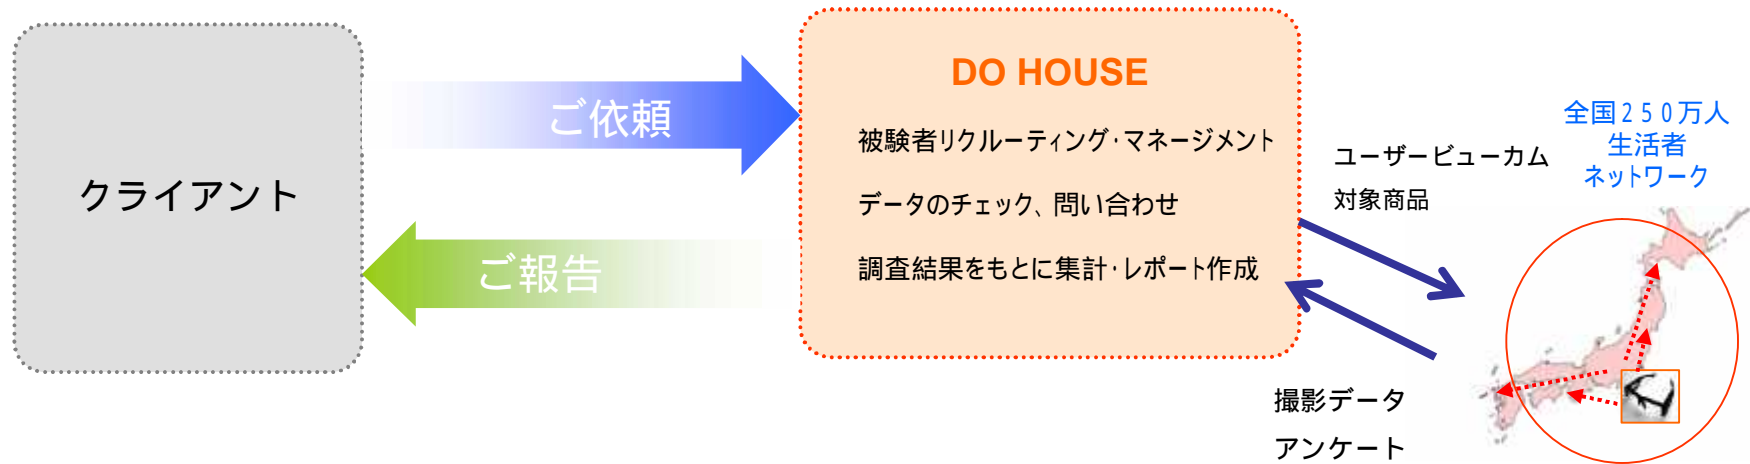 クライアント
ご依頼
ご報告
DO HOUSE
被験者リクルーティング・マネージメント
データのチェック、問い合わせ
調査結果をもとに集計・レポート作成
ユーザービューカム
対象商品
全国250万人
生活者
ネットワーク
撮影データ
アンケート